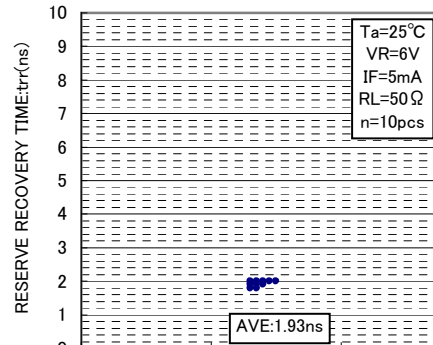 RESERVE RECOVERY TIME:trr(ns)
10
9
8
7
6
5
4
3
2
1
0
Ta=25°C
VR=6V
IF=5mA
RL=50Ω
n=10pcs
AVE:1.93ns